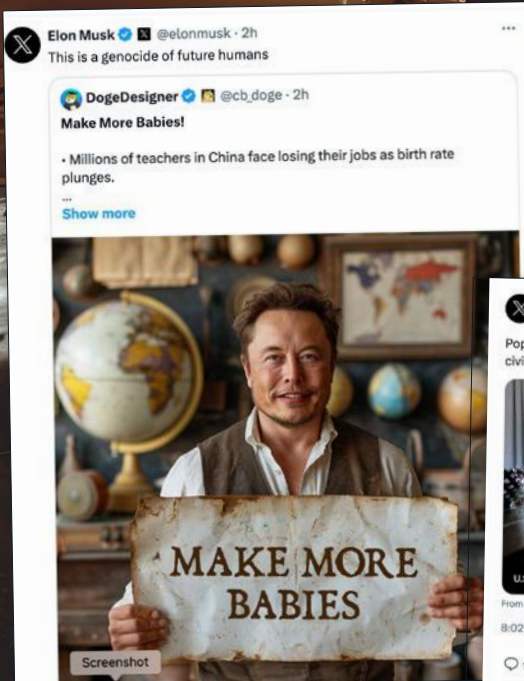 Elon Musk @elonmusk · 2h
This is a genocide of future humans
DogeDesigner @cb_doge · 2h
Make More Babies!
• Millions of teachers in China face losing their jobs as birth rate
plunges.
...
Show more
MAKE MORE
BABIES
Screenshot
Pop
civi
U.
From
8:02